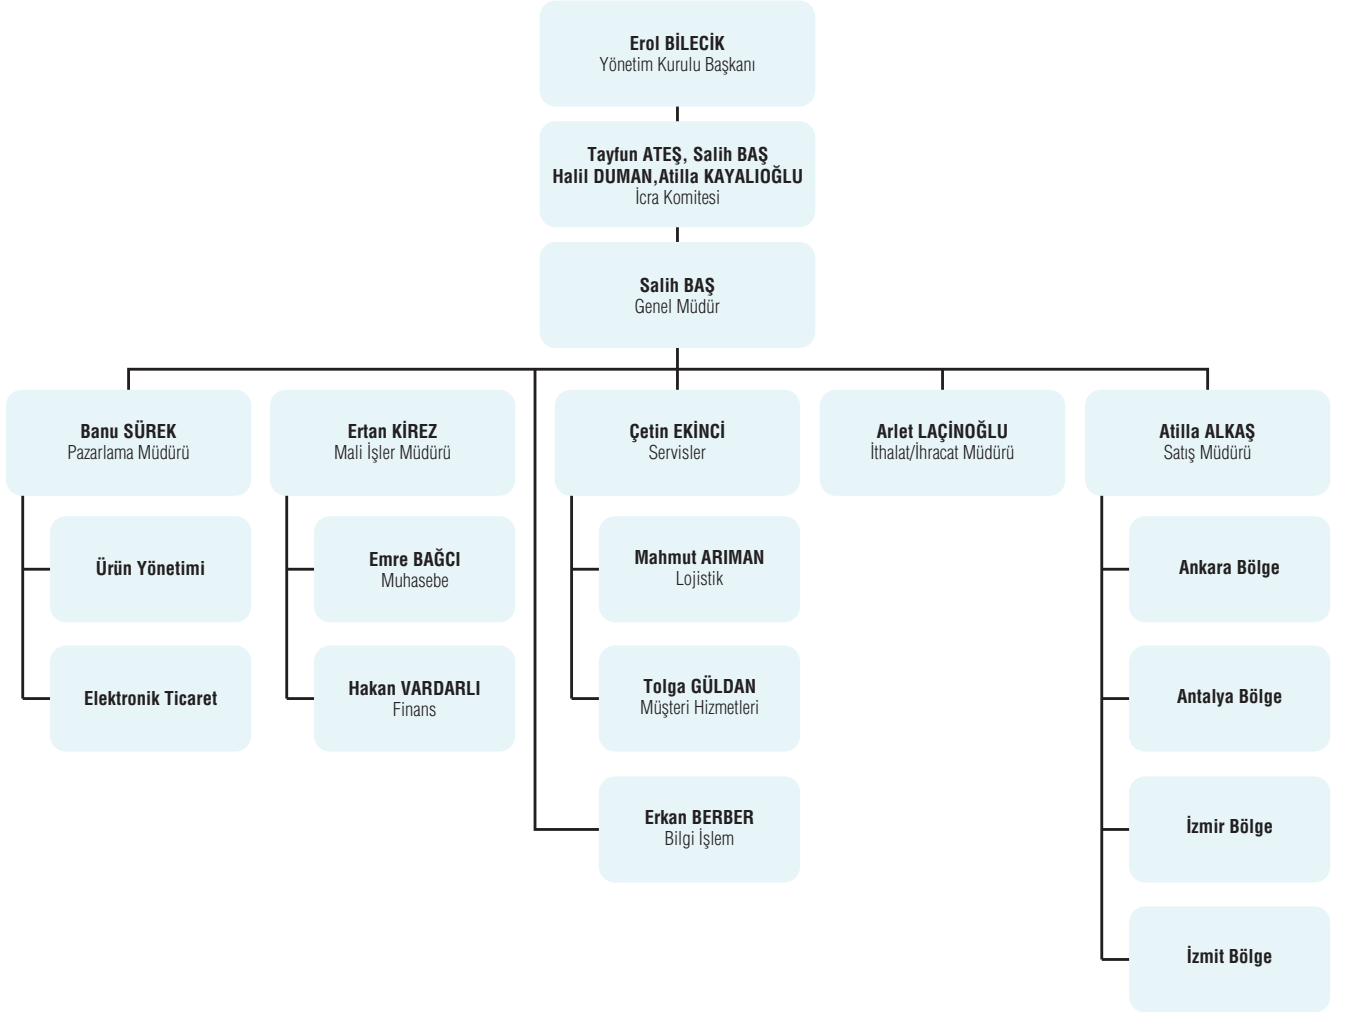 Erol BİLECİK
Yönetim Kurulu Başkanı
Tayfun ATEŞ, Salih BAŞ
Halil DUMAN,Atilla KAYALIOĞLU
İcra Komitesi
Salih BAŞ
Genel Müdür
Banu SÜREK
Pazarlama Müdürü
Ertan KİREZ
Mali İşler Müdürü
Çetin EKİNCİ
Servisler
Arlet LAÇİNOĞLU
İthalat/İhracat Müdürü
Atilla ALKAŞ
Satış Müdürü
Ürün Yönetimi
Emre BAĞCI
Muhasebe
Mahmut ARIMAN
Lojistik
Ankara Bölge
Elektronik Ticaret
Hakan VARDARLI
Finans
Tolga GÜLDAN
Müşteri Hizmetleri
Antalya Bölge
Erkan BERBER
Bilgi İşlem
İzmir Bölge
İzmit Bölge